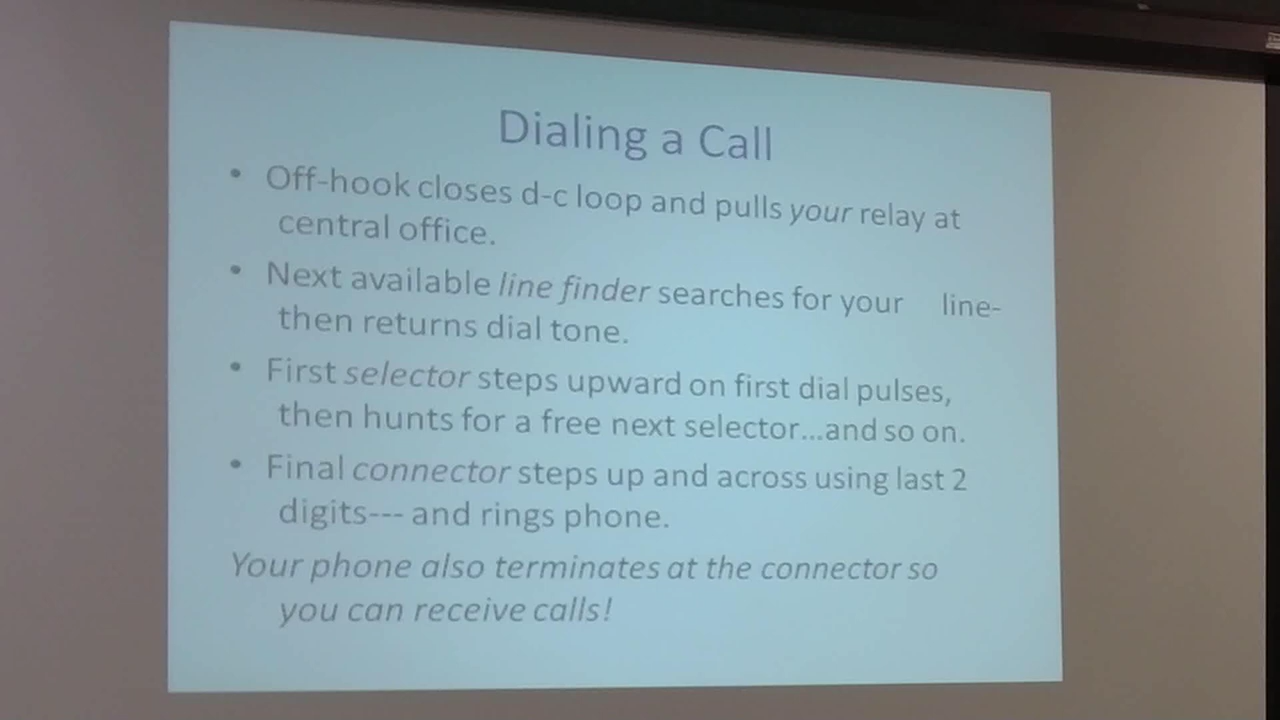 Dialing a Call
• Off-hook closes d-c loop and pulls your relay at
central office.
• Next available line finder searches for your line-
then returns dial tone.
• First selector steps upward on first dial pulses,
then hunts for a free next selector...and so on.
• Final connector steps up and across using last 2
digits--- and rings phone.
Your phone also terminates at the connector so
you can receive calls!